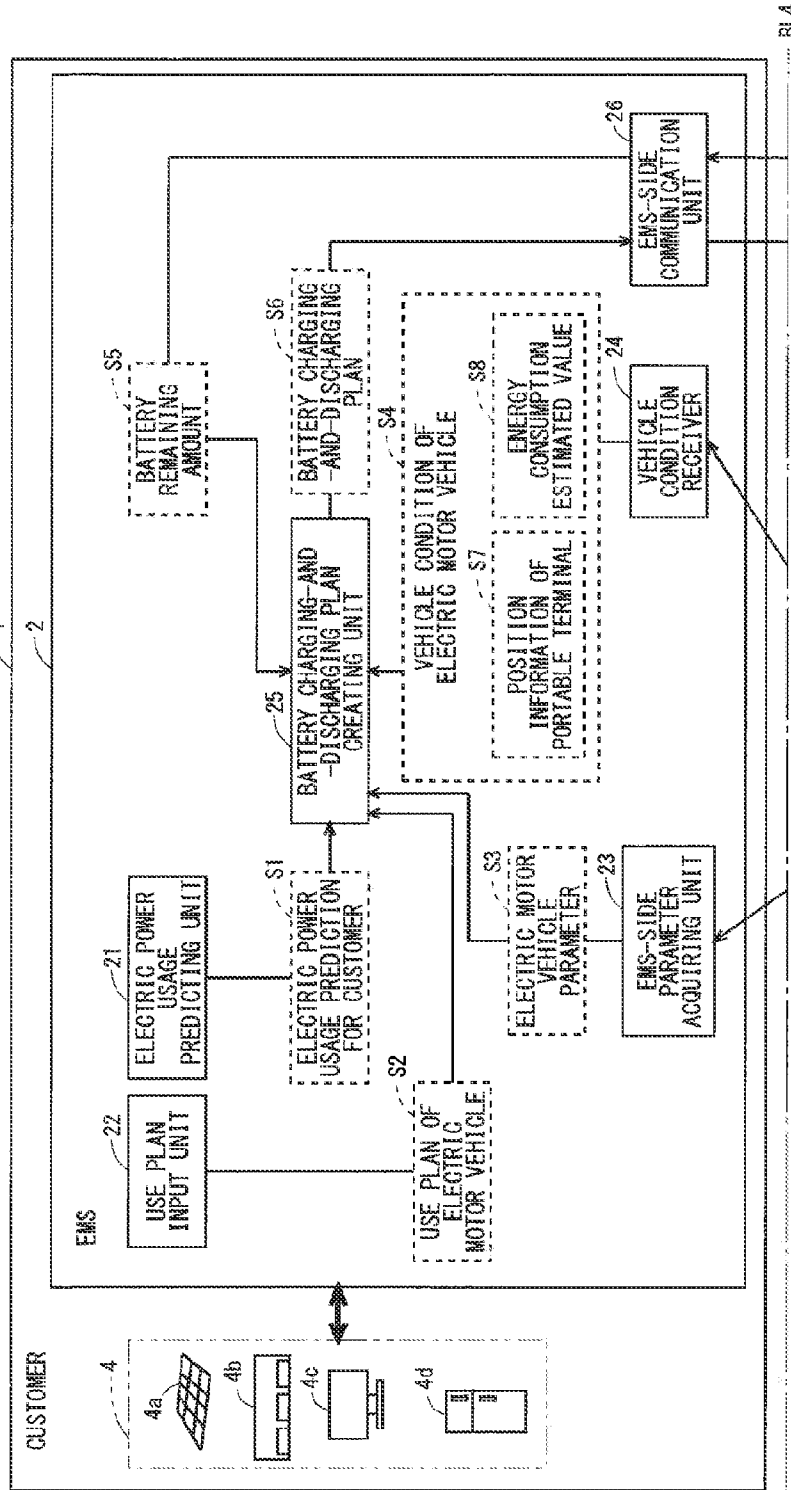 CUSTOMER
4
4a
4b
4c
4d
2
EMS
22
USE PLAN
INPUT UNIT
21
ELECTRIC POWER
USAGE
PREDICTING UNIT
S1
ELECTRIC POWER
USAGE PREDICTION
FOR CUSTOMER
S2
USE PLAN OF
ELECTRIC
MOTOR VEHICLE
25
BATTERY CHARGING-AND
-DISCHARGING PLAN
CREATING UNIT
S5
BATTERY
REMAINING
AMOUNT
S6
BATTERY CHARGING
-AND-DISCHARGING
PLAN
S3
ELECTRIC MOTOR
VEHICLE
PARAMETER
23
EMS-SIDE
PARAMETER
ACQUIRING UNIT
S4
VEHICLE CONDITION OF
ELECTRIC MOTOR VEHICLE
S7
POSITION
INFORMATION OF
PORTABLE TERMINAL
S8
ENERGY
CONSUMPTION
ESTIMATED VALUE
24
VEHICLE
CONDITION
RECEIVER
26
EMS-SIDE
COMMUNICATION
UNIT